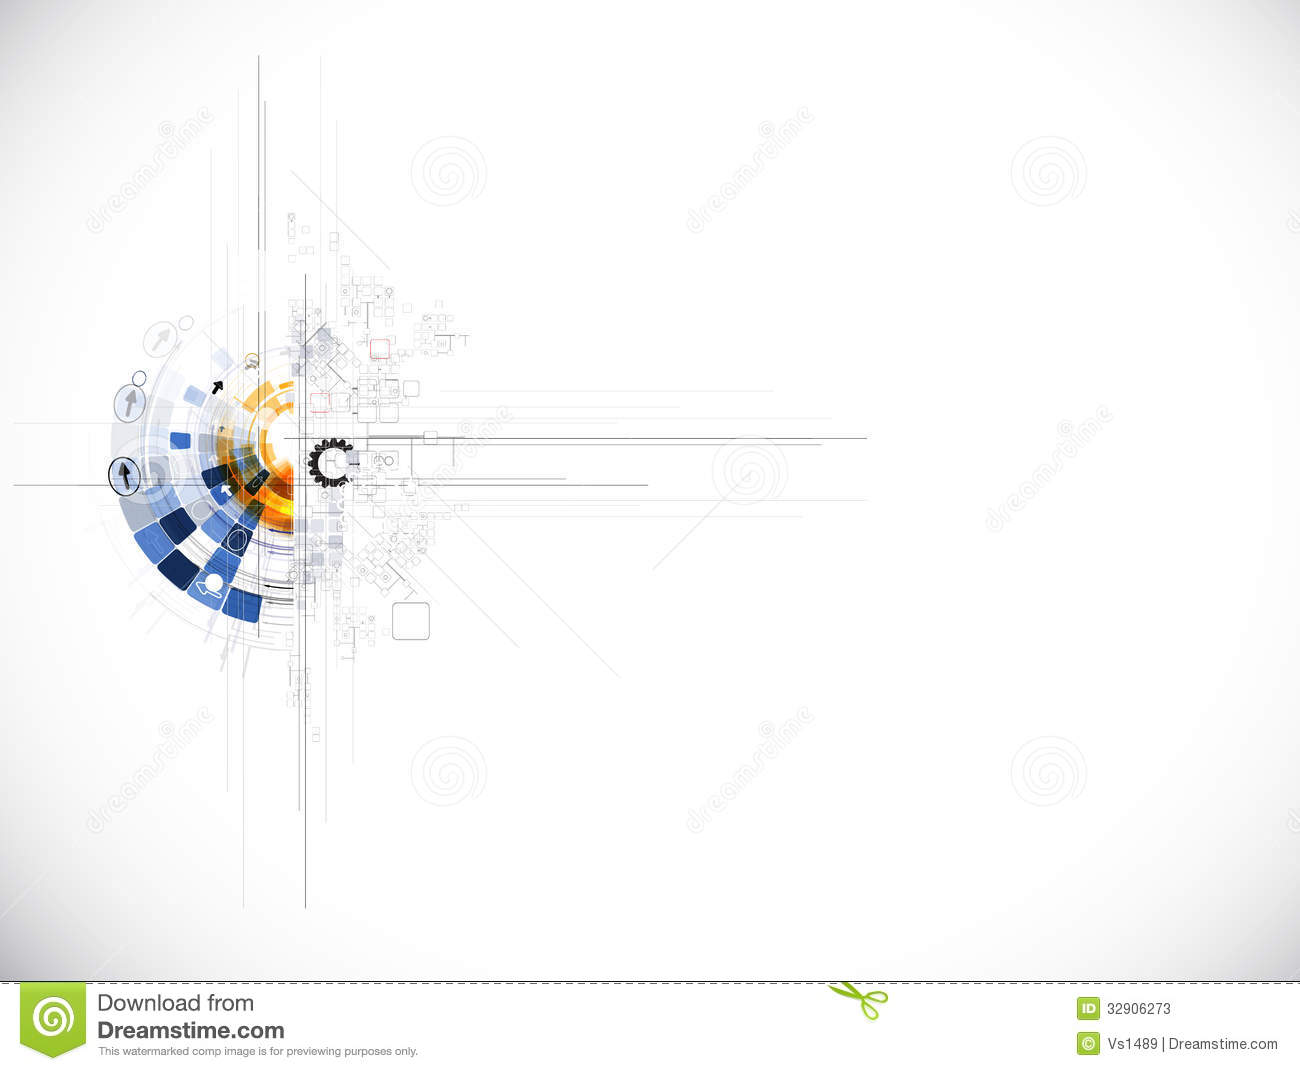 dreamstime
dreamstime
dreamstime
dreamstime
dreamstime
dreamstime
Download from
Dreamstime.com
This watermarked comp image is for previewing purposes only.
ID 32906273
© Vs1489 | Dreamstime.com